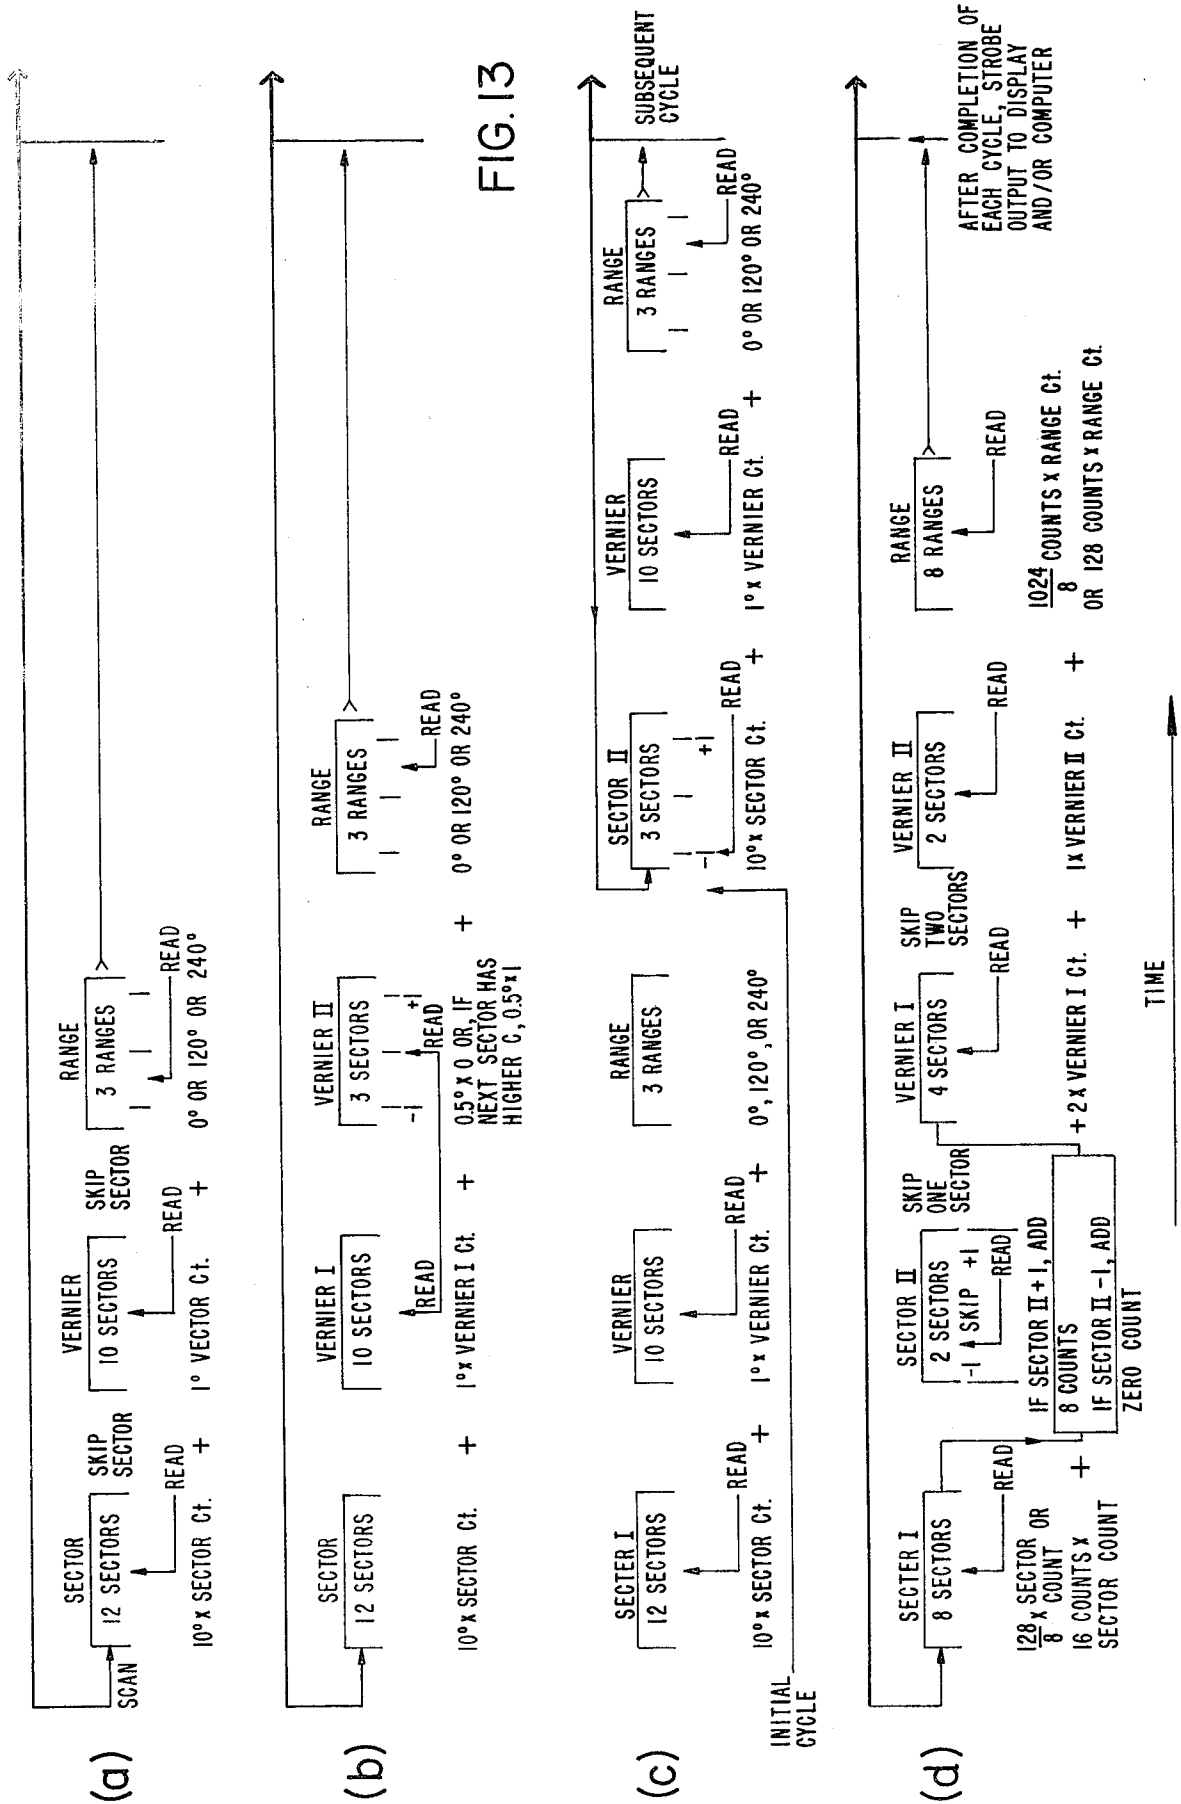 FIG. 13
(a)
SCAN
SECTOR
12 SECTORS
READ
10° x SECTOR Ct.
+
SKIP
SECTOR
VERNIER
10 SECTORS
READ
1° VECTOR Ct.
+
SKIP
SECTOR
RANGE
3 RANGES
READ
0° OR 120° OR 240°
(b)
SECTOR
12 SECTORS
10° x SECTOR Ct.
+
VERNIER I
10 SECTORS
READ
1° x VERNIER I Ct.
+
VERNIER II
3 SECTORS
-1
+1
READ
0.5° x 0 OR, IF
NEXT SECTOR HAS
HIGHER C, 0.5° x 1
+
RANGE
3 RANGES
READ
0° OR 120° OR 240°
(c)
INITIAL
CYCLE
SECTER I
12 SECTORS
READ
10° x SECTOR Ct.
+
VERNIER
10 SECTORS
READ
1° x VERNIER Ct.
+
RANGE
3 RANGES
0°, 120°, OR 240°
SECTOR II
3 SECTORS
-1
+1
READ
10° x SECTOR Ct.
+
VERNIER
10 SECTORS
READ
1° x VERNIER Ct.
+
RANGE
3 RANGES
READ
0° OR 120° OR 240°
SUBSEQUENT
CYCLE
(d)
SECTER I
8 SECTORS
READ
128 x SECTOR OR
8 COUNT
16 COUNTS x
SECTOR COUNT
+
SECTOR II
2 SECTORS
-1 SKIP +1
READ
IF SECTOR II + 1, ADD
8 COUNTS
IF SECTOR II - 1, ADD
ZERO COUNT
SKIP
ONE
SECTOR
VERNIER I
4 SECTORS
READ
+ 2 x VERNIER I Ct.
+
SKIP
TWO
SECTORS
VERNIER II
2 SECTORS
READ
1 x VERNIER II Ct.
+
RANGE
8 RANGES
READ
1024 COUNTS x RANGE Ct.
8
OR 128 COUNTS x RANGE Ct.
AFTER COMPLETION OF
EACH CYCLE, STROBE
OUTPUT TO DISPLAY
AND/OR COMPUTER
TIME